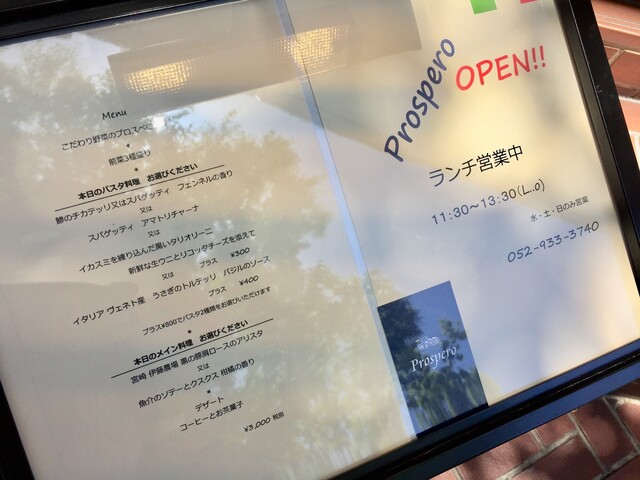 Menu
こだわり野菜のプロスペロ
*
前菜3種盛り
*
本日のパスタ料理 お選びください
鯵のチカテッリ又はスパゲッティ フェンネルの香り
又は
スパゲッティ アマトリチャーナ
又は
イカスミを練り込んだ黒いタリオリーニ
新鮮な生ウニとリコッタチーズを添えて
又は プラス ¥300
イタリア ヴェネト産 うさぎのトルテッリ バジルのソース
プラス ¥400
プラス¥800でパスタ2種類をお選びいただけます
*
本日のメイン料理 お選びください
宮崎 伊藤農場 黒の豚肩ロースのアリスタ
又は
魚介のソテーとクスクス 柑橘の香り
*
デザート
コーヒーとお茶菓子
¥3,000 税別
Prospero
OPEN!!
ランチ営業中
11:30～13:30(L.o)
水・土・日のみ営業
052-933-3740
Prospero